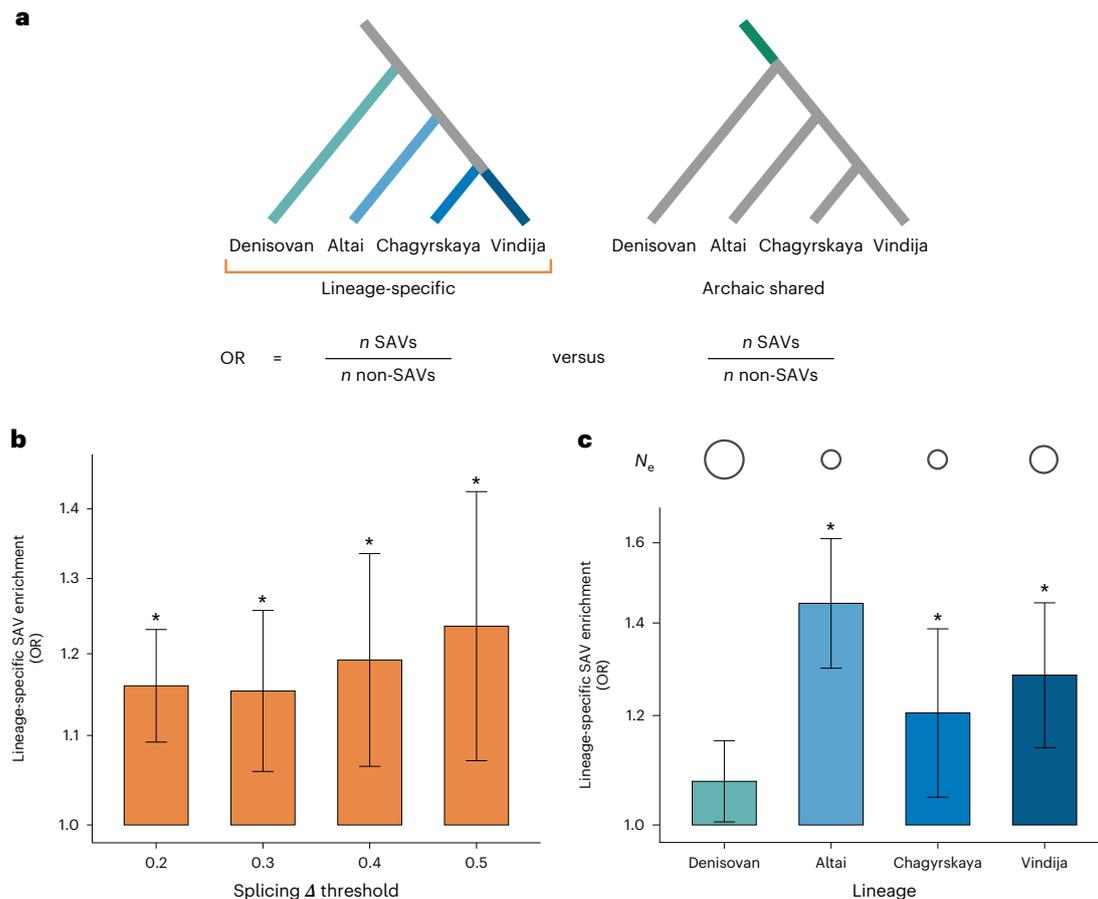 a
Denisovan Altai Chagyrskaya Vindija
Denisovan Altai Chagyrskaya Vindija
Lineage-specific
Archaic shared
OR = n SAVs versus n SAVs
n non-SAVs n non-SAVs
b
Lineage-specific SAV enrichment
(OR)
1.4
1.3
1.2
1.1
1.0
* * * *
0.2 0.3 0.4 0.5
Splicing Δ threshold
c
Ne
Lineage-specific SAV enrichment
(OR)
1.6
1.4
1.2
1.0
* * *
Denisovan Altai Chagyrskaya Vindija
Lineage